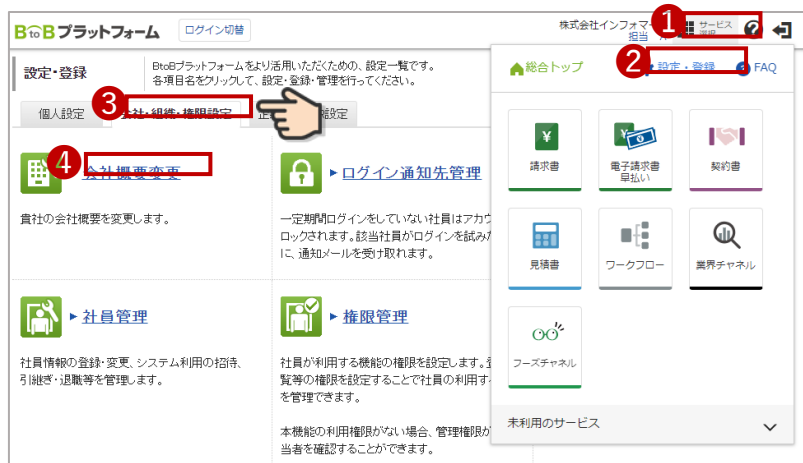 BtoBプラットフォーム
ログイン切替
株式会社インフォマ
担当
1
サービス
選択
設定・登録
BtoBプラットフォームをより活用いただくための、設定一覧です。
各項目名をクリックして、設定・登録・管理を行ってください。
個人設定
3
会社・組織・権限設定
設定
4
会社概要変更
貴社の会社概要を変更します。
ログイン通知先管理
一定期間ログインをしていない社員はアカウ
ロックされます。該当社員がログインを試みた
に、通知メールを受け取れます。
社員管理
社員情報の登録・変更、システム利用の招待、
引継ぎ・退職等を管理します。
権限管理
社員が利用する機能の権限を設定します。
覧等の権限を設定することで社員の利用す
を管理できます。
本機能の利用権限がない場合、管理権限が
当者を確認することができます。
総合トップ
2
設定・登録
? FAQ
請求書
電子請求書
早払い
契約書
見積書
ワークフロー
業界チャネル
フーズチャネル
未利用のサービス